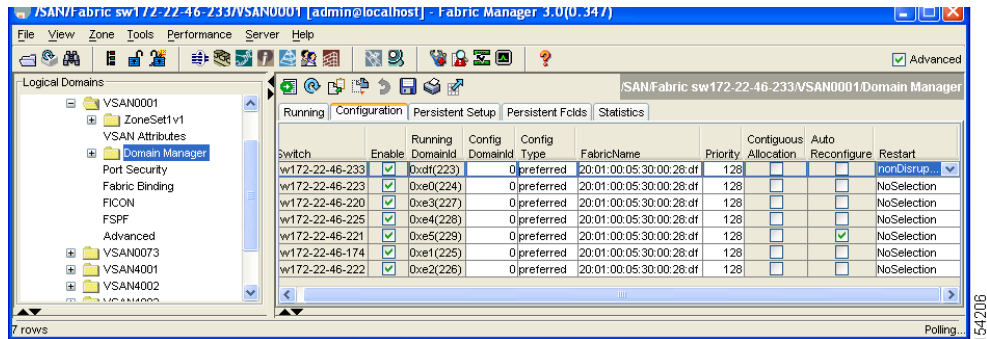 /SAN/Fabric sw172-22-46-233/VSAN0001 [admin@localhost] - Fabric Manager 3.0(0.347)
File View Zone Tools Performance Server Help
Advanced
Logical Domains
/SAN/Fabric sw172-22-46-233/VSAN0001/Domain Manager
VSAN0001
ZoneSet1v1
VSAN Attributes
Domain Manager
Port Security
Fabric Binding
FICON
FSPF
Advanced
VSAN0073
VSAN4001
VSAN4002
VSAN4003
Running Configuration Persistent Setup Persistent FcIds Statistics
Running Config Config Contiguous Auto
Switch Enable DomainId DomainId Type FabricName Priority Allocation Reconfigure Restart
w172-22-46-233 0xdf(223) 0 preferred 20:01:00:05:30:00:28:df 128 nonDisrup...
w172-22-46-223 0xe0(224) 0 preferred 20:01:00:05:30:00:28:df 128 NoSelection
w172-22-46-220 0xe3(227) 0 preferred 20:01:00:05:30:00:28:df 128 NoSelection
w172-22-46-225 0xe4(228) 0 preferred 20:01:00:05:30:00:28:df 128 NoSelection
w172-22-46-221 0xe5(229) 0 preferred 20:01:00:05:30:00:28:df 128 NoSelection
w172-22-46-174 0xe1(225) 0 preferred 20:01:00:05:30:00:28:df 128 NoSelection
w172-22-46-222 0xe2(226) 0 preferred 20:01:00:05:30:00:28:df 128 NoSelection
7 rows
Polling...
154206